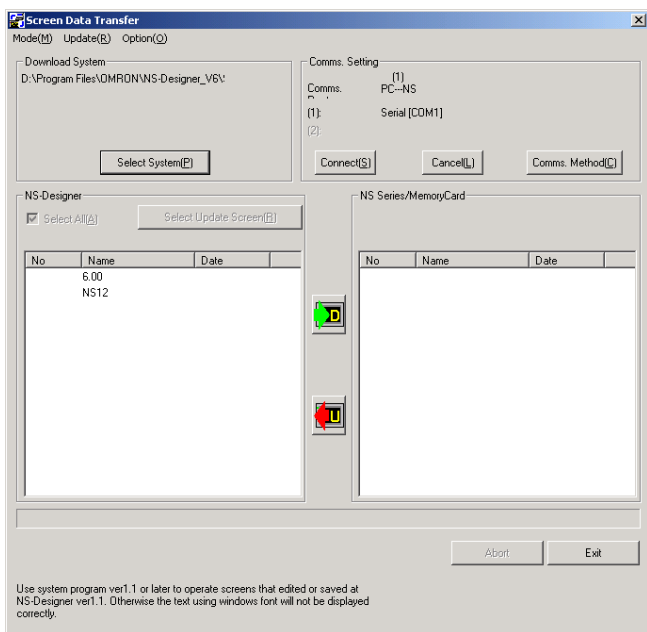 Screen Data Transfer
Mode(M) Update(R) Option(O)
Download System
D:\Program Files\OMRON\NS-Designer_V6\
Select System(P)
Comms. Setting
(1)
Comms. PC---NS
(1): Serial [COM1]
(2):
Connect(S) Cancel(L) Comms. Method(C)
NS-Designer
Select All(A) Select Update Screen(B)
No Name Date
6.00
NS12
NS Series/MemoryCard
No Name Date
D
U
Abort Exit
Use system program ver1.1 or later to operate screens that edited or saved at
NS-Designer ver1.1. Otherwise the text using windows font will not be displayed
correctly.